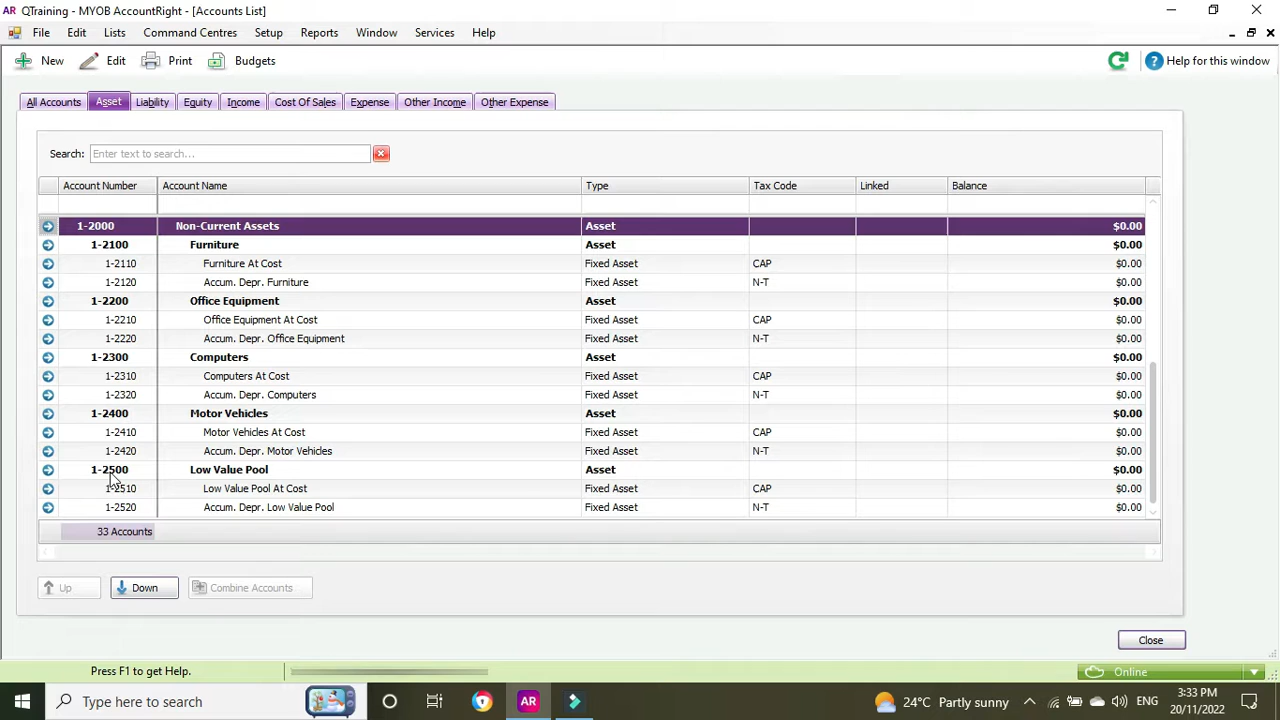 AR QTraining - MYOB AccountRight - [Accounts List]
File Edit Lists Command Centres Setup Reports Window Services Help
New Edit Print Budgets Help for this window
All Accounts Asset Liability Equity Income Cost Of Sales Expense Other Income Other Expense
Search: Enter text to search...
Account Number Account Name Type Tax Code Linked Balance
1-2000 Non-Current Assets Asset $0.00
1-2100 Furniture Asset $0.00
1-2110 Furniture At Cost Fixed Asset CAP $0.00
1-2120 Accum. Depr. Furniture Fixed Asset N-T $0.00
1-2200 Office Equipment Asset $0.00
1-2210 Office Equipment At Cost Fixed Asset CAP $0.00
1-2220 Accum. Depr. Office Equipment Fixed Asset N-T $0.00
1-2300 Computers Asset $0.00
1-2310 Computers At Cost Fixed Asset CAP $0.00
1-2320 Accum. Depr. Computers Fixed Asset N-T $0.00
1-2400 Motor Vehicles Asset $0.00
1-2410 Motor Vehicles At Cost Fixed Asset CAP $0.00
1-2420 Accum. Depr. Motor Vehicles Fixed Asset N-T $0.00
1-2500 Low Value Pool Asset $0.00
1-2510 Low Value Pool At Cost Fixed Asset CAP $0.00
1-2520 Accum. Depr. Low Value Pool Fixed Asset N-T $0.00
33 Accounts
Up Down Combine Accounts
Close
Press F1 to get Help. Online
Type here to search AR 24°C Partly sunny ENG 3:33 PM
20/11/2022